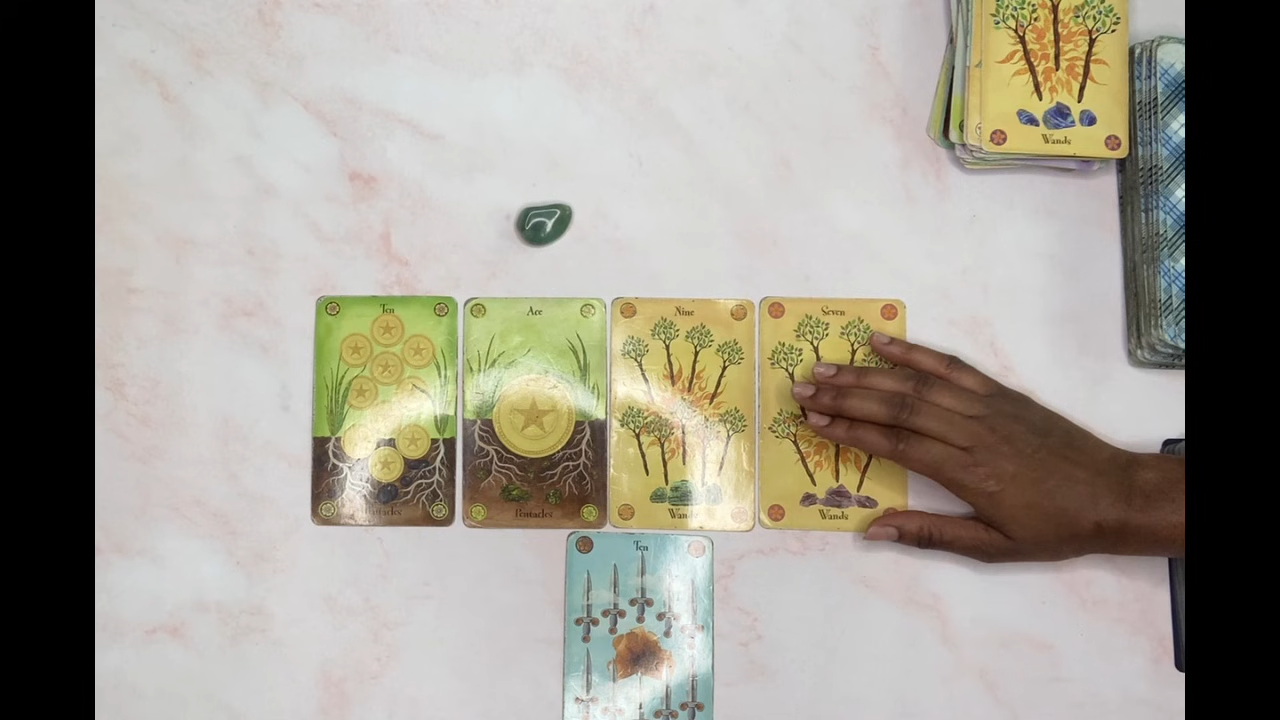 Wands
Ten
Ace
Nine
Seven
Pentacles
Pentacles
Wands
Wands
Ten